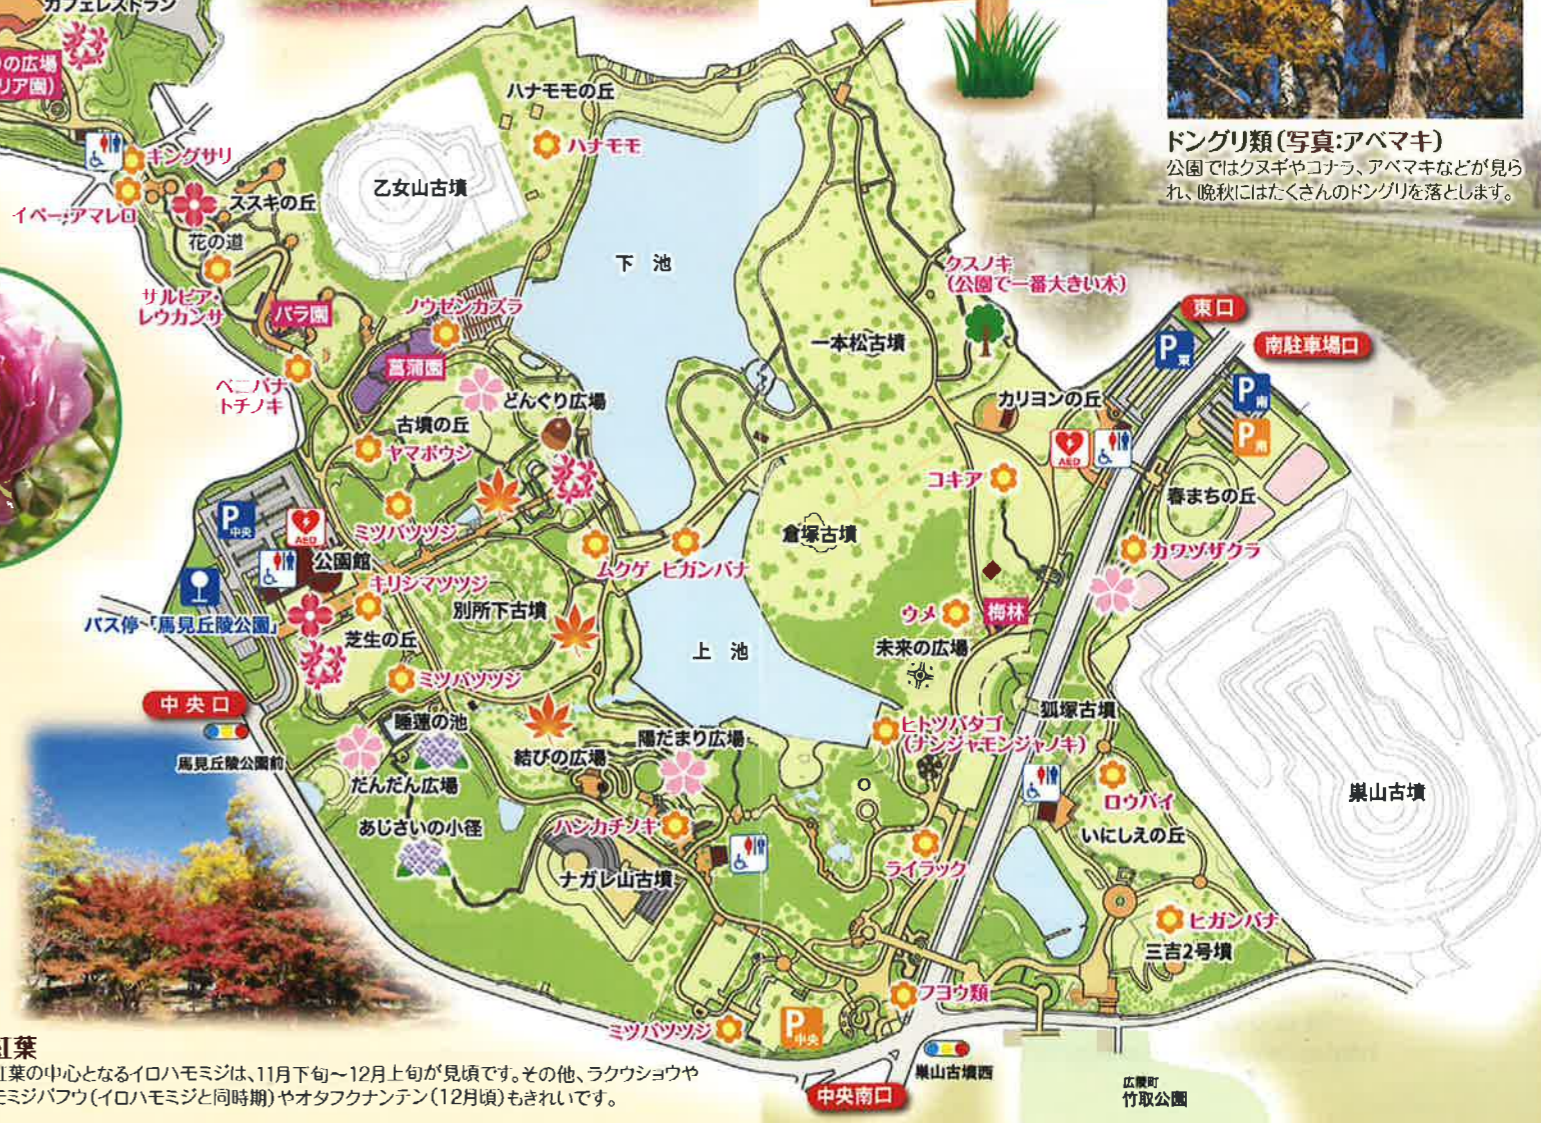 カフェレストラン
の広場
リア園)
キングサリ
イペー・アマレロ
ススキの丘
花の道
サルビア・
レウカンサ
バラ園
ベニバナ
トチノキ
乙女山古墳
ハナモモの丘
ハナモモ
ノウゼンカズラ
菖蒲園
どんぐり広場
古墳の丘
ヤマボウシ
ミツバツツジ
下 池
一本松古墳
クスノキ
(公園で一番大きい木)
ドングリ類(写真:アベマキ)
公園ではクヌギやコナラ、アベマキなどが見ら
れ、晩秋にはたくさんのドングリを落とします。
東口
P東
南駐車場口
P南
P南
カリヨンの丘
AED
コキア
春まちの丘
カワヅザクラ
倉塚古墳
ムクゲ
ヒガンバナ
P中央
AED
公園館
キリシマツツジ
バス停「馬見丘陵公園」
芝生の丘
別所下古墳
ミツバツツジ
上 池
ウメ
梅林
未来の広場
中央口
馬見丘陵公園前
睡蓮の池
だんだん広場
結びの広場
陽だまり広場
ヒトツバタゴ
(ナンジャモンジャノキ)
狐塚古墳
巣山古墳
あじさいの小径
ハンカチノキ
ナガレ山古墳
ライラック
ロウバイ
いにしえの丘
ヒガンバナ
三吉2号墳
フヨウ類
ミツバツツジ
P中央
中央南口
巣山古墳西
広陵町
竹取公園
紅葉
葉の中心となるイロハモミジは、11月下旬〜12月上旬が見頃です。その他、ラクウショウや
モミジバフウ(イロハモミジと同時期)やオタフクナンテン(12月頃)もきれいです。